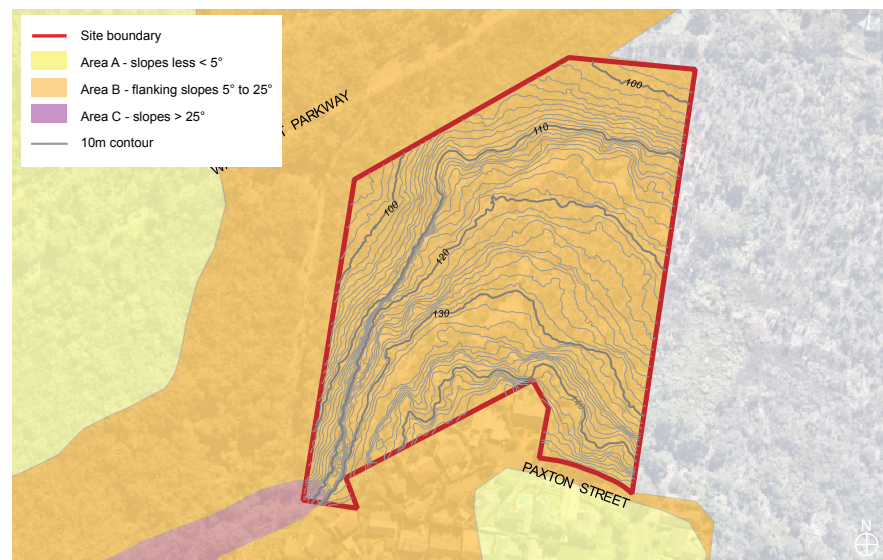 Site boundary
Area A - slopes less < 5°
Area B - flanking slopes 5° to 25°
Area C - slopes > 25°
10m contour
PARKWAY
100
110
100
120
130
140
PAXTON STREET
N